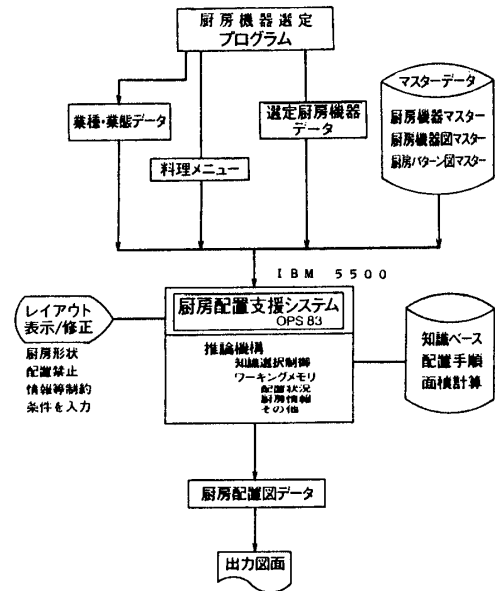 厨房機器選定
プログラム
マスターデータ
厨房機器マスター
厨房機器図マスター
厨房パターン図マスター
業種・業態データ
選定厨房機器
データ
料理メニュー
IBM 5500
レイアウト
表示/修正
厨房形状
配置禁止
情報等制約
条件を入力
厨房配置支援システム
OPS 83
推論機構
知識選択制御
ワーキングメモリ
配置状況
厨房情報
その他
知識ベース
配置手順
面積計算
厨房配置図データ
出力図面